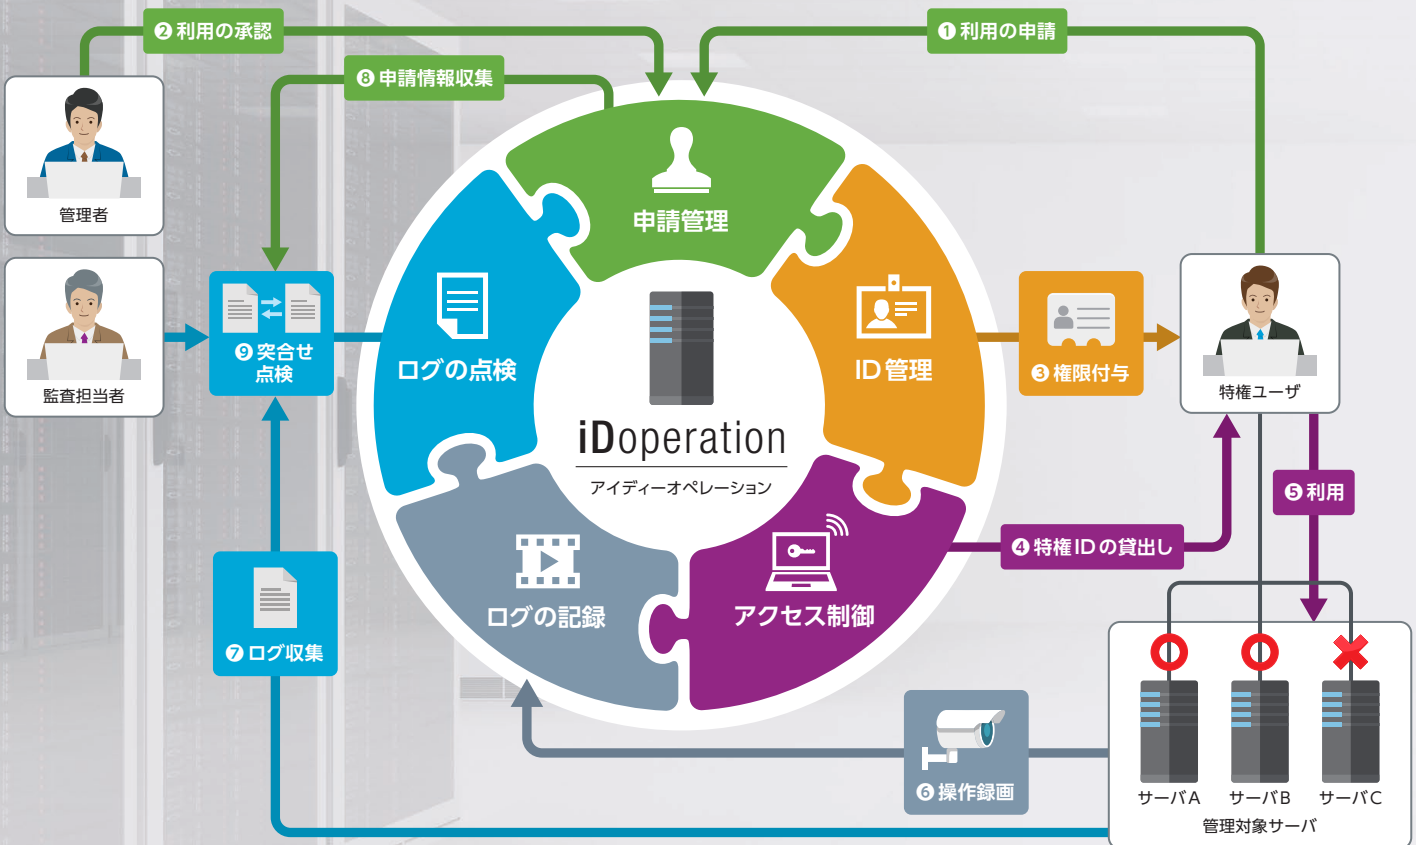 ❷利用の承認
❶利用の申請
❽申請情報収集
管理者
申請管理
監査担当者
❾突合せ
点検
ログの点検
ID管理
❸権限付与
特権ユーザ
iDoperation
アイディーオペレーション
❺利用
❹特権IDの貸出し
ログの記録
アクセス制御
❼ログ収集
❻操作録画
サーバA
サーバB
サーバC
管理対象サーバ